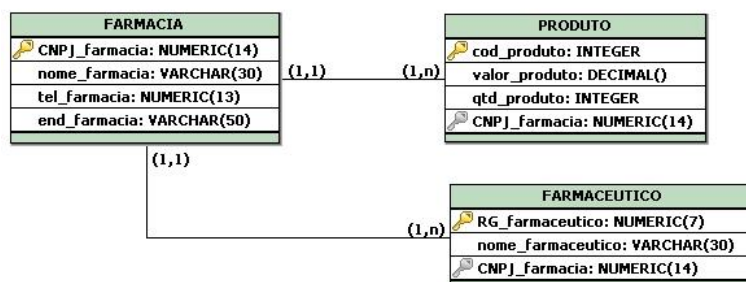 FARMACIA
CNPJ_farmacia: NUMERIC(14)
nome_farmacia: VARCHAR(30)
tel_farmacia: NUMERIC(13)
end_farmacia: VARCHAR(50)
(1,1)
(1,n)
PRODUTO
cod_produto: INTEGER
valor_produto: DECIMAL()
qtd_produto: INTEGER
CNPJ_farmacia: NUMERIC(14)
(1,1)
(1,n)
FARMACEUTICO
RG_farmaceutico: NUMERIC(7)
nome_farmaceutico: VARCHAR(30)
CNPJ_farmacia: NUMERIC(14)